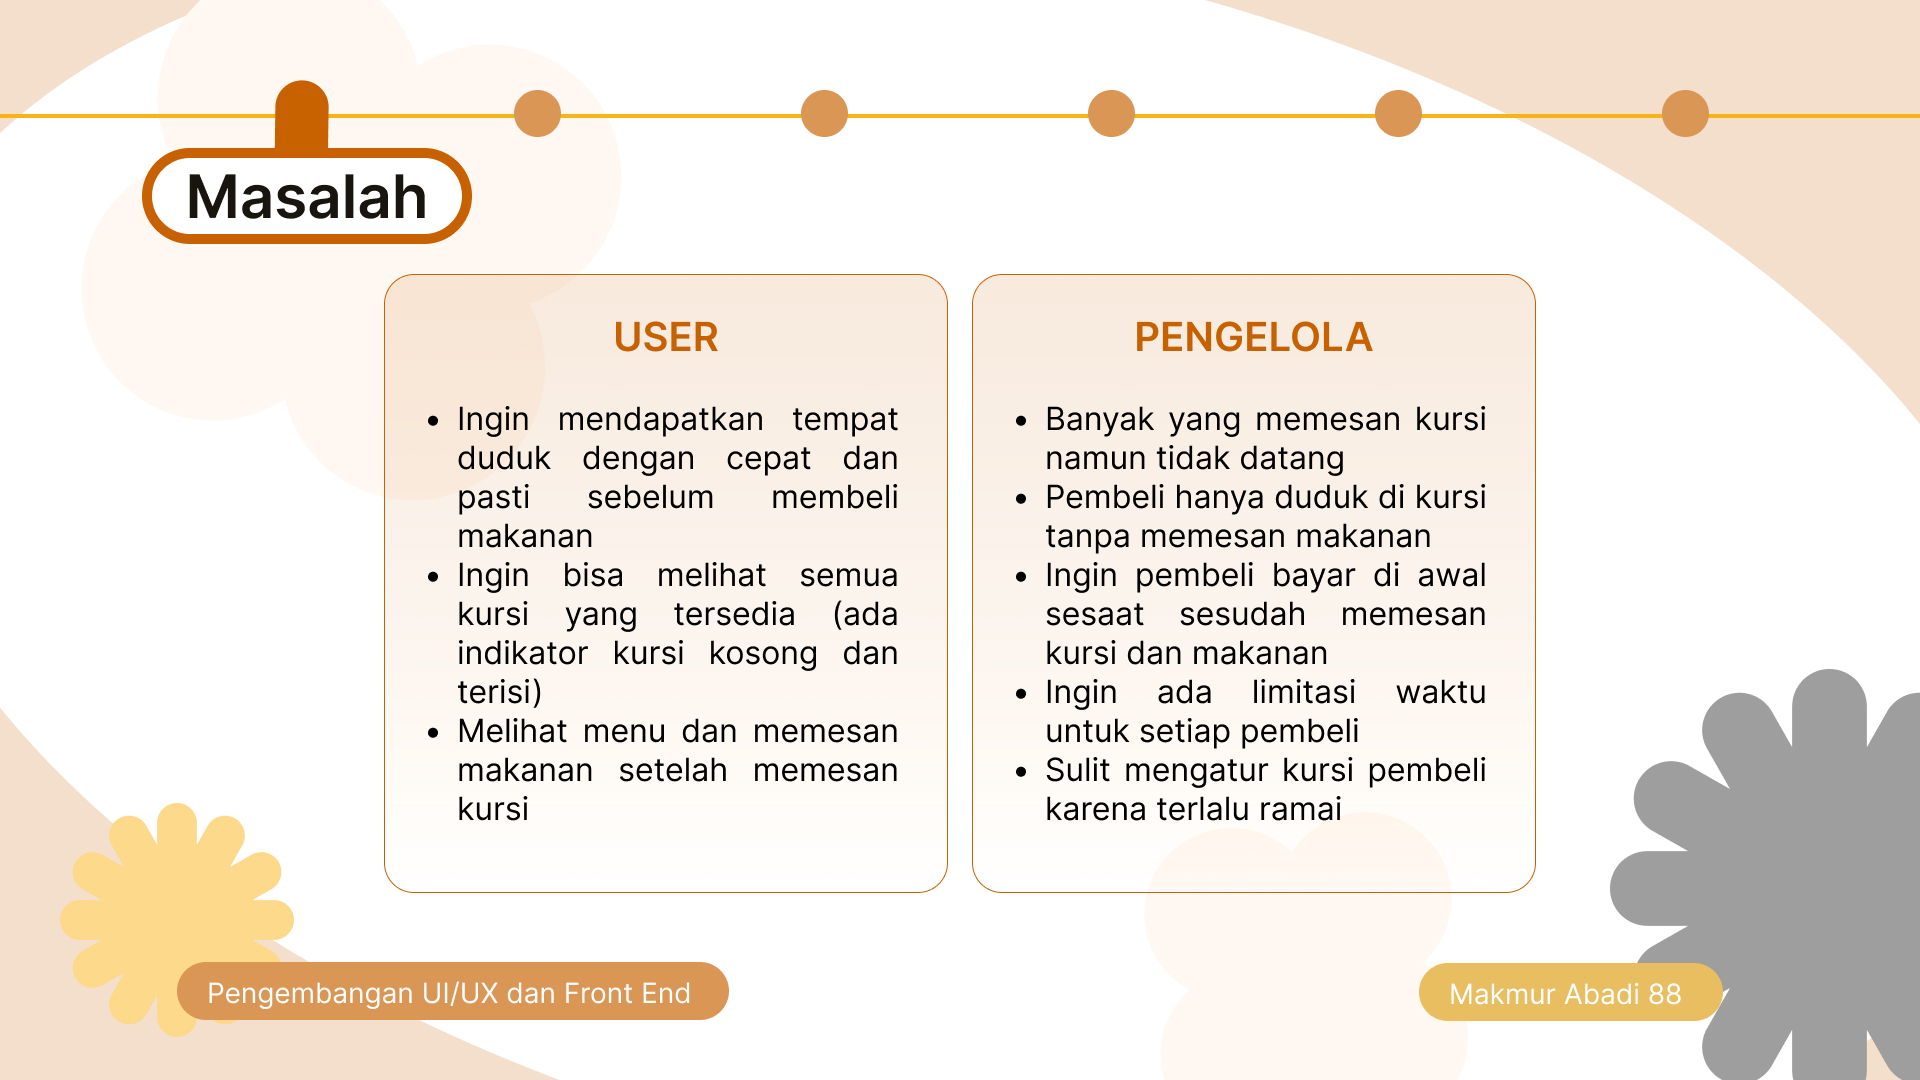 Masalah
USER
• Ingin mendapatkan tempat
duduk dengan cepat dan
pasti sebelum membeli
makanan
• Ingin bisa melihat semua
kursi yang tersedia (ada
indikator kursi kosong dan
terisi)
• Melihat menu dan memesan
makanan setelah memesan
kursi
PENGELOLA
• Banyak yang memesan kursi
namun tidak datang
• Pembeli hanya duduk di kursi
tanpa memesan makanan
• Ingin pembeli bayar di awal
sesaat sesudah memesan
kursi dan makanan
• Ingin ada limitasi waktu
untuk setiap pembeli
• Sulit mengatur kursi pembeli
karena terlalu ramai
Pengembangan UI/UX dan Front End
Makmur Abadi 88